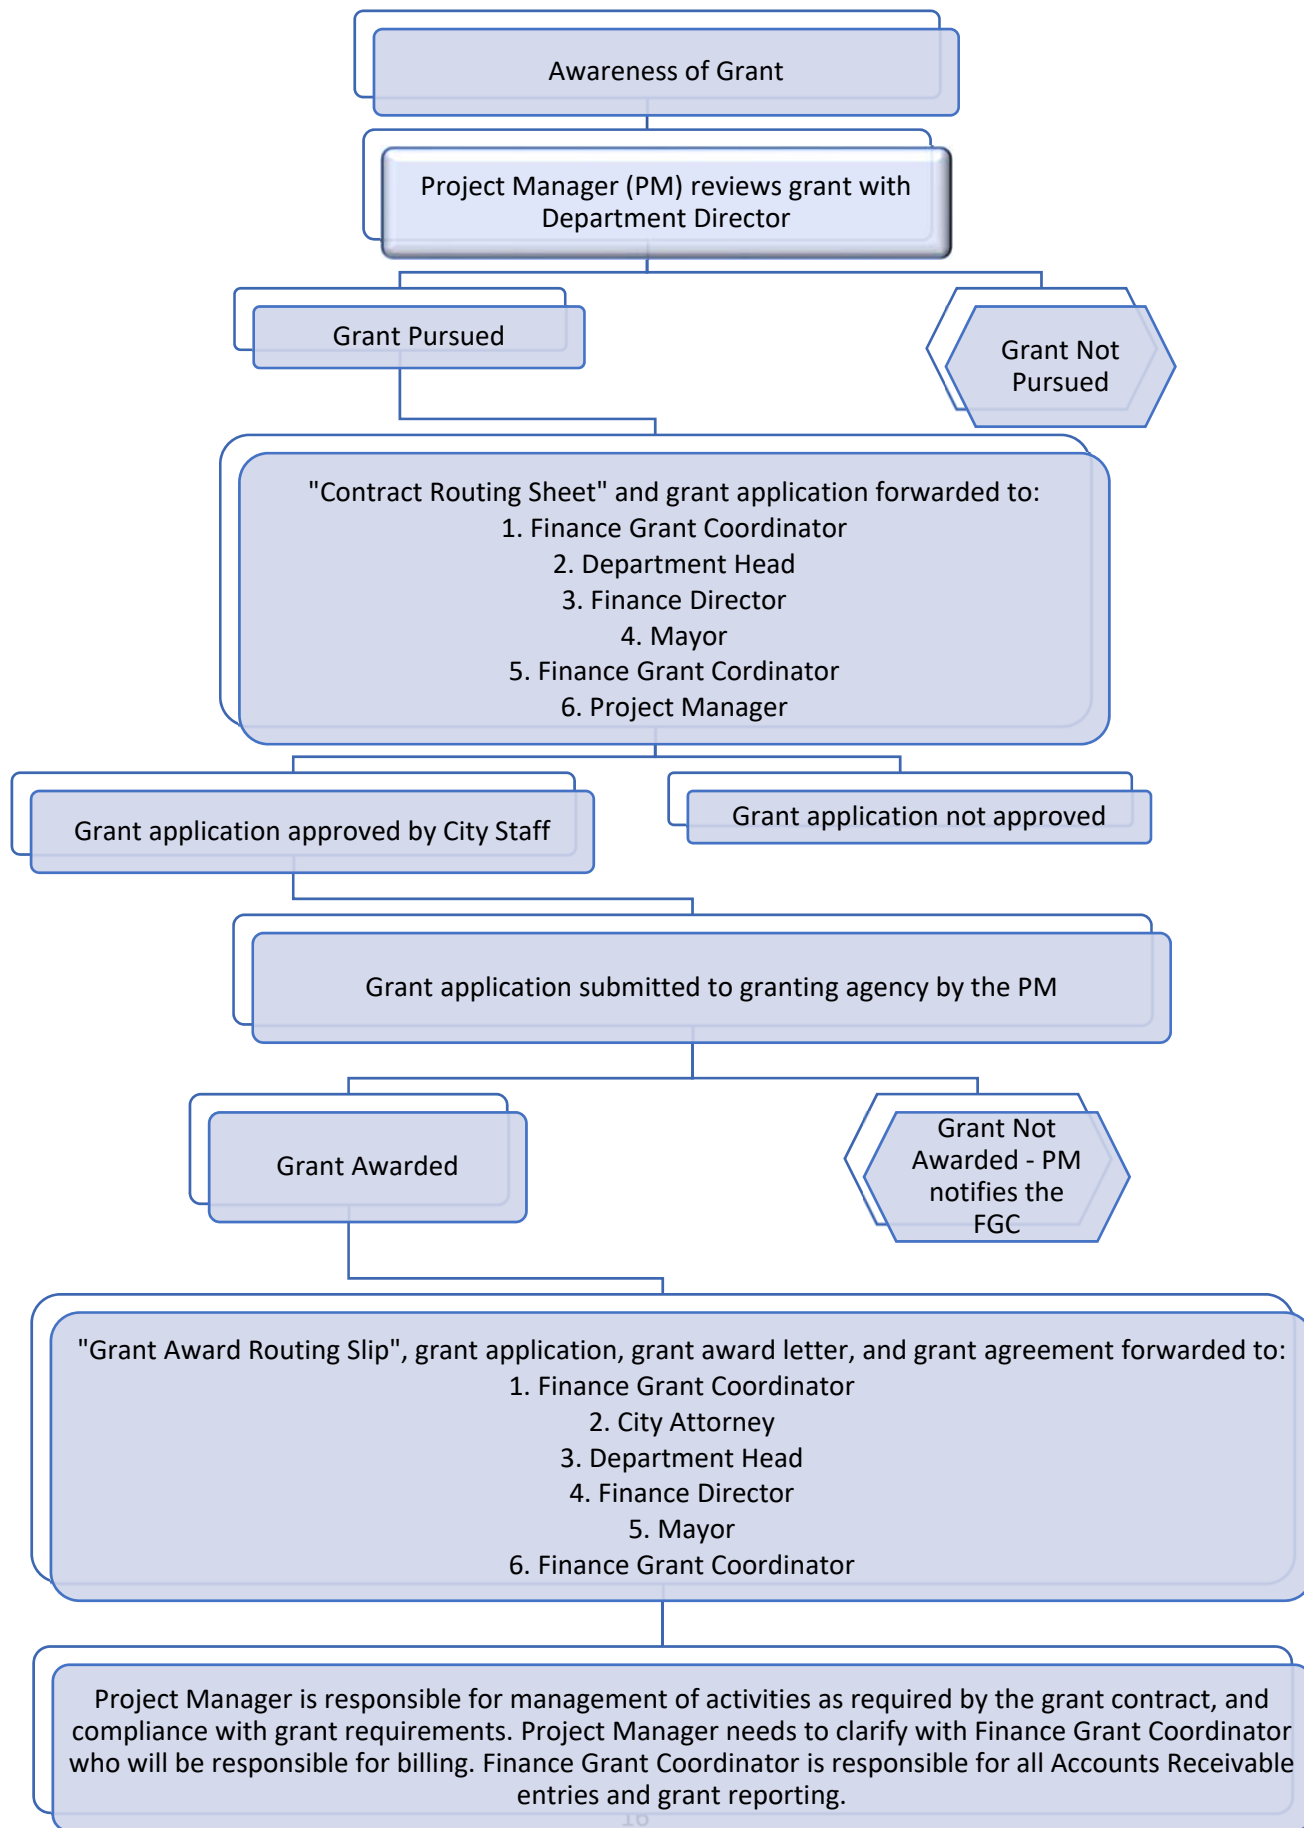 Awareness of Grant
Project Manager (PM) reviews grant with
Department Director
Grant Pursued
Grant Not
Pursued
"Contract Routing Sheet" and grant application forwarded to:
1. Finance Grant Coordinator
2. Department Head
3. Finance Director
4. Mayor
5. Finance Grant Cordinator
6. Project Manager
Grant application approved by City Staff
Grant application not approved
Grant application submitted to granting agency by the PM
Grant Awarded
Grant Not
Awarded - PM
notifies the
FGC
"Grant Award Routing Slip", grant application, grant award letter, and grant agreement forwarded to:
1. Finance Grant Coordinator
2. City Attorney
3. Department Head
4. Finance Director
5. Mayor
6. Finance Grant Coordinator
Project Manager is responsible for management of activities as required by the grant contract, and
compliance with grant requirements. Project Manager needs to clarify with Finance Grant Coordinator
who will be responsible for billing. Finance Grant Coordinator is responsible for all Accounts Receivable
entries and grant reporting.
16